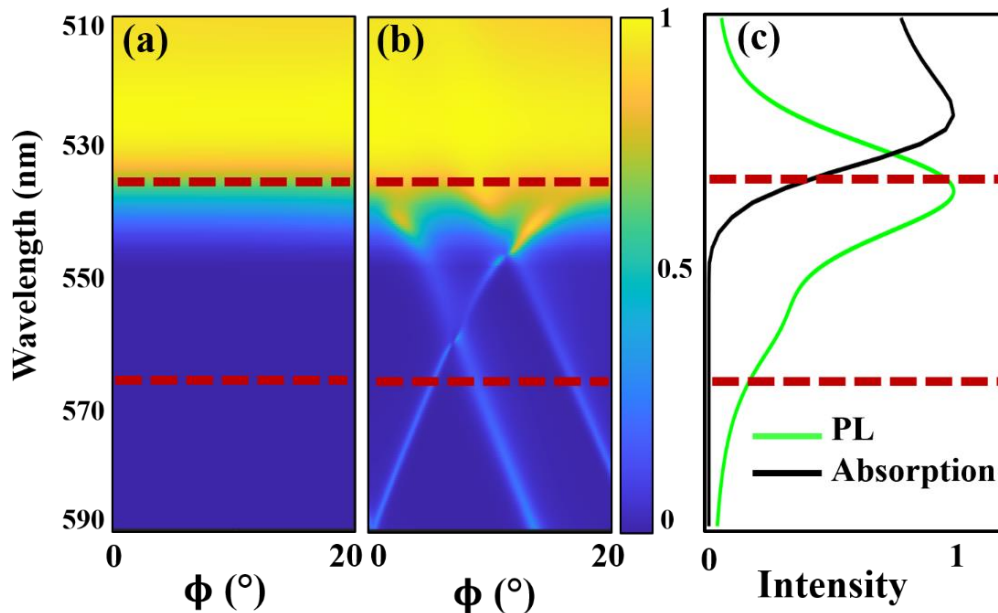 (a)
(b)
(c)
Wavelength (nm)
510
530
550
570
590
0
20
ϕ (°)
0
20
ϕ (°)
1
0.5
0
PL
Absorption
0
1
Intensity